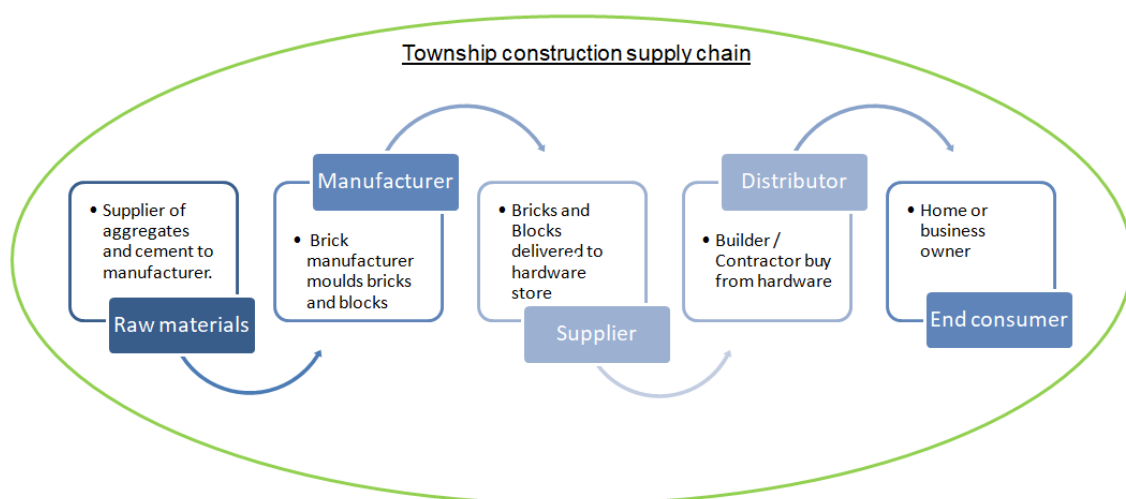 Township construction supply chain
• Supplier of
aggregates
and cement to
manufacturer.
Raw materials
Manufacturer
• Brick
manufacturer
moulds bricks
and blocks
• Bricks and
Blocks
delivered to
hardware
store
Supplier
Distributor
• Builder /
Contractor buy
from hardware
• Home or
business
owner
End consumer